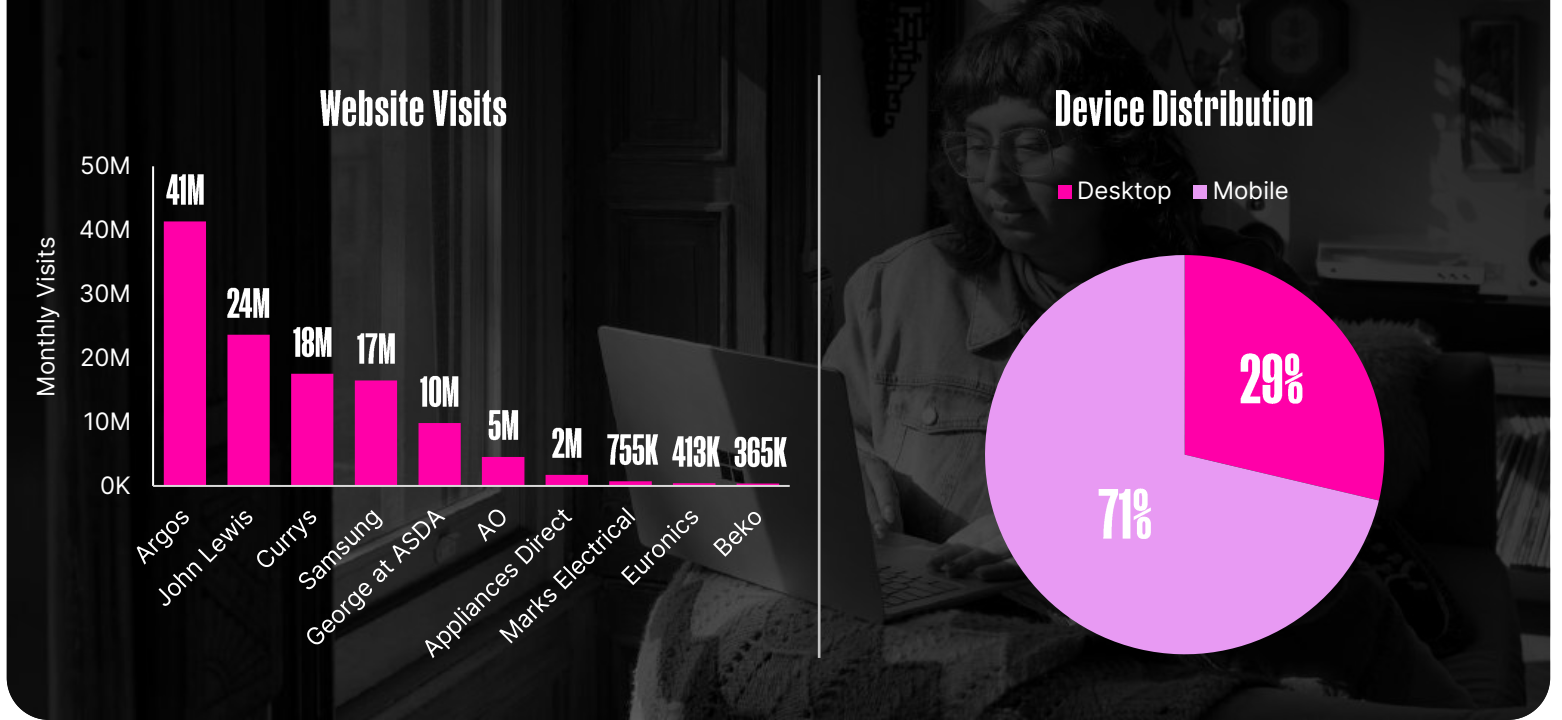 Website Visits
Monthly Visits
50M
40M
30M
20M
10M
0K
41M
24M
18M
17M
10M
5M
2M
755K
413K
365K
Argos
John Lewis
Currys
Samsung
George at ASDA
AO
Appliances Direct
Marks Electrical
Euronics
Beko
Device Distribution
Desktop
Mobile
29%
71%